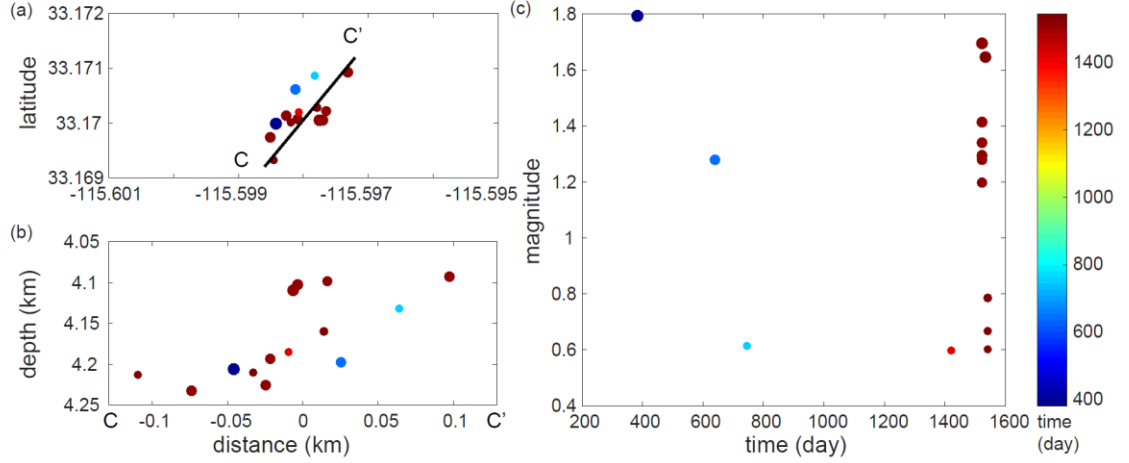 (a)
33.172
33.171
33.17
33.169
latitude
C'
C
-115.601
-115.599
-115.597
-115.595
(b)
4.05
4.1
4.15
4.2
4.25
depth (km)
C
-0.1
-0.05
0
0.05
0.1
C'
distance (km)
(c)
1.8
1.6
1.4
1.2
1
0.8
0.6
0.4
magnitude
200
400
600
800
1000
1200
1400
1600
time (day)
1400
1200
1000
800
600
400
time
(day)